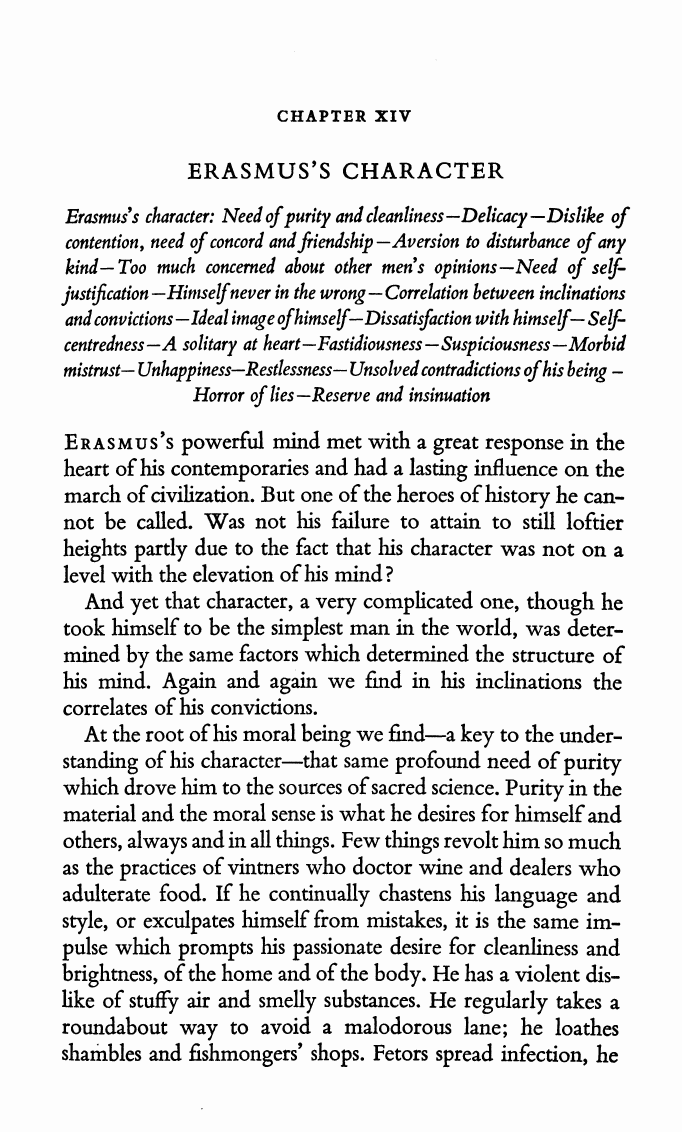 CHAPTER XIV
ERASMUS'S CHARACTER
Erasmus's character: Need of purity and cleanliness—Delicacy—Dislike of
contention, need of concord and friendship—Aversion to disturbance of any
kind—Too much concerned about other men's opinions—Need of self-
justification—Himself never in the wrong—Correlation between inclinations
and convictions—Ideal image of himself—Dissatisfaction with himself—Self-
centredness—A solitary at heart—Fastidiousness—Suspiciousness—Morbid
mistrust—Unhappiness—Restlessness—Unsolved contradictions of his being—
Horror of lies—Reserve and insinuation
ERASMUS'S powerful mind met with a great response in the
heart of his contemporaries and had a lasting influence on the
march of civilization. But one of the heroes of history he can-
not be called. Was not his failure to attain to still loftier
heights partly due to the fact that his character was not on a
level with the elevation of his mind?
And yet that character, a very complicated one, though he
took himself to be the simplest man in the world, was deter-
mined by the same factors which determined the structure of
his mind. Again and again we find in his inclinations the
correlates of his convictions.
At the root of his moral being we find—a key to the under-
standing of his character—that same profound need of purity
which drove him to the sources of sacred science. Purity in the
material and the moral sense is what he desires for himself and
others, always and in all things. Few things revolt him so much
as the practices of vintners who doctor wine and dealers who
adulterate food. If he continually chastens his language and
style, or exculpates himself from mistakes, it is the same im-
pulse which prompts his passionate desire for cleanliness and
brightness, of the home and of the body. He has a violent dis-
like of stuffy air and smelly substances. He regularly takes a
roundabout way to avoid a malodorous lane; he loathes
shambles and fishmongers' shops. Fetors spread infection, he